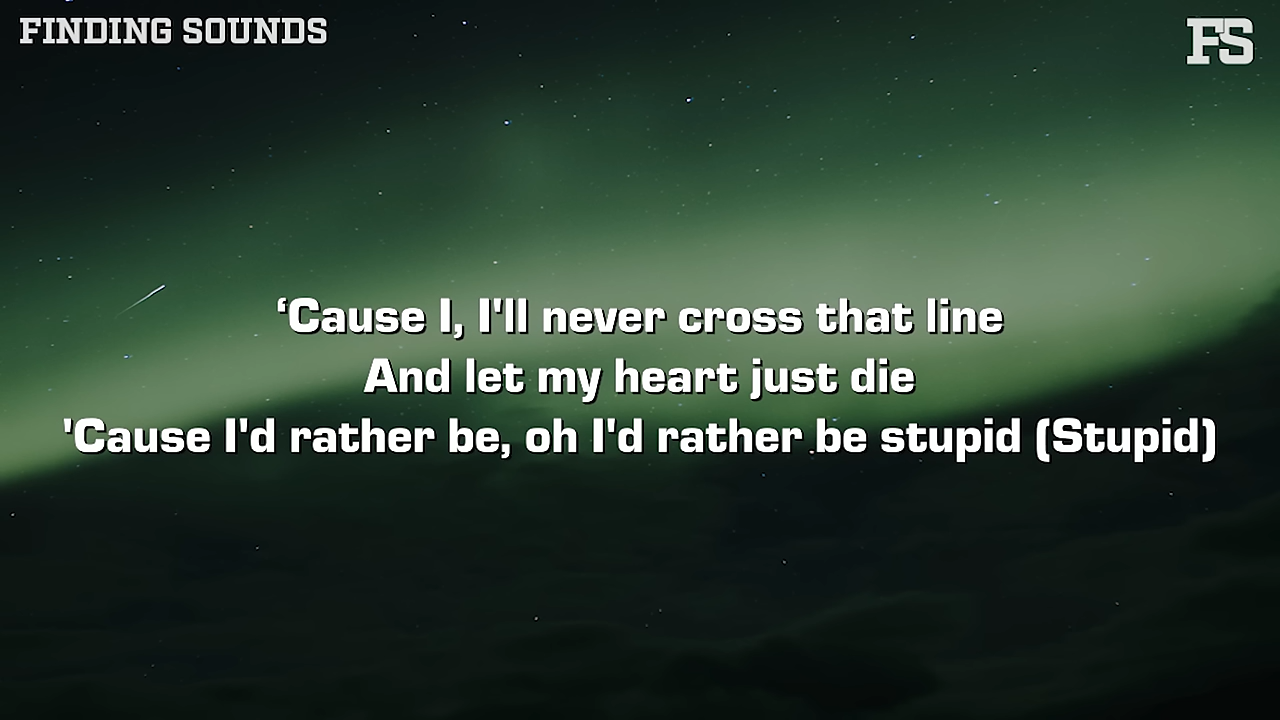 FINDING SOUNDS
FS
‘Cause I, I'll never cross that line
And let my heart just die
'Cause I'd rather be, oh I'd rather be stupid (Stupid)